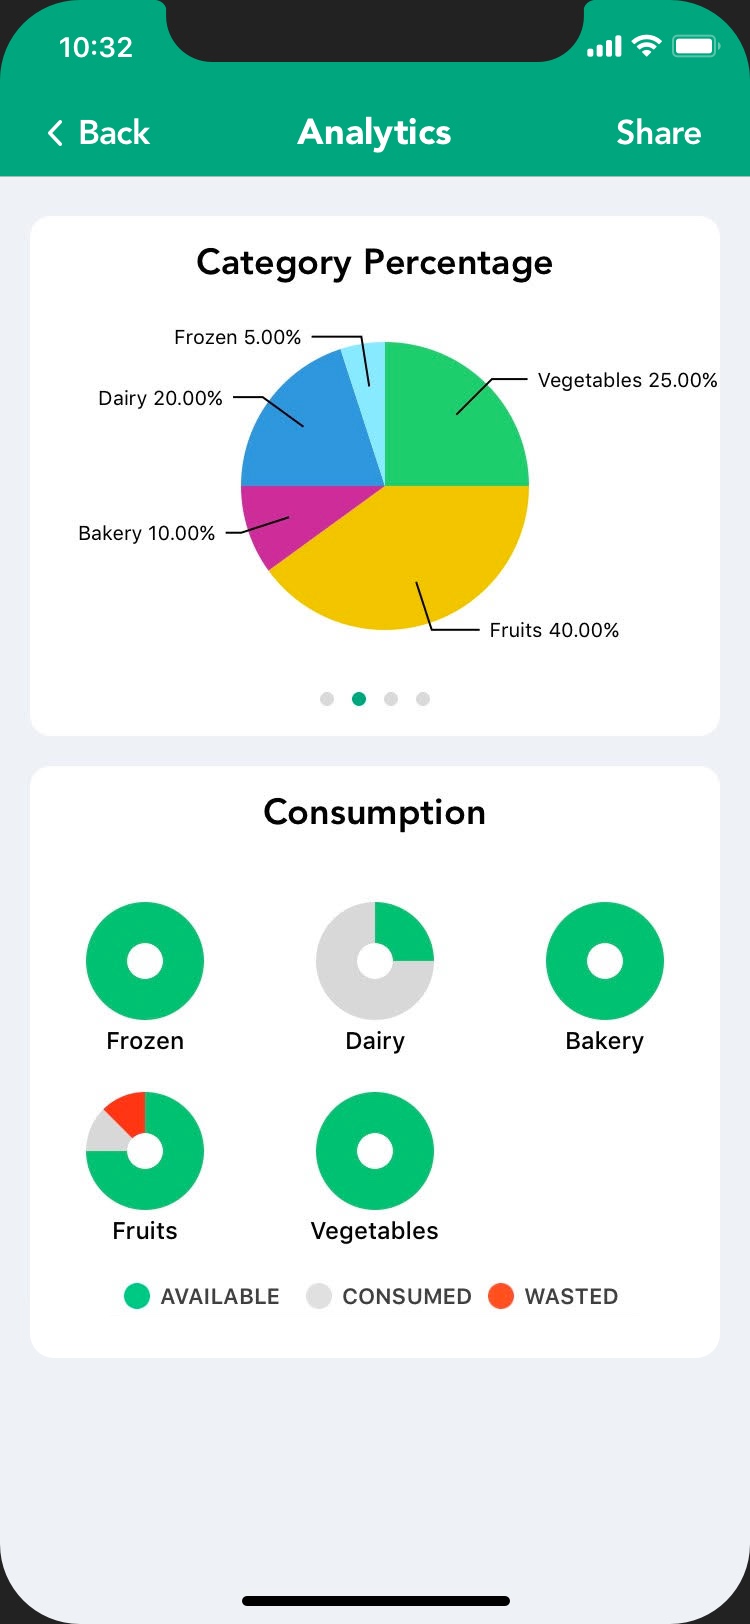 10:32
Back
Analytics
Share
Category Percentage
Frozen 5.00%
Vegetables 25.00%
Dairy 20.00%
Bakery 10.00%
Fruits 40.00%
Consumption
Frozen
Dairy
Bakery
Fruits
Vegetables
AVAILABLE
CONSUMED
WASTED